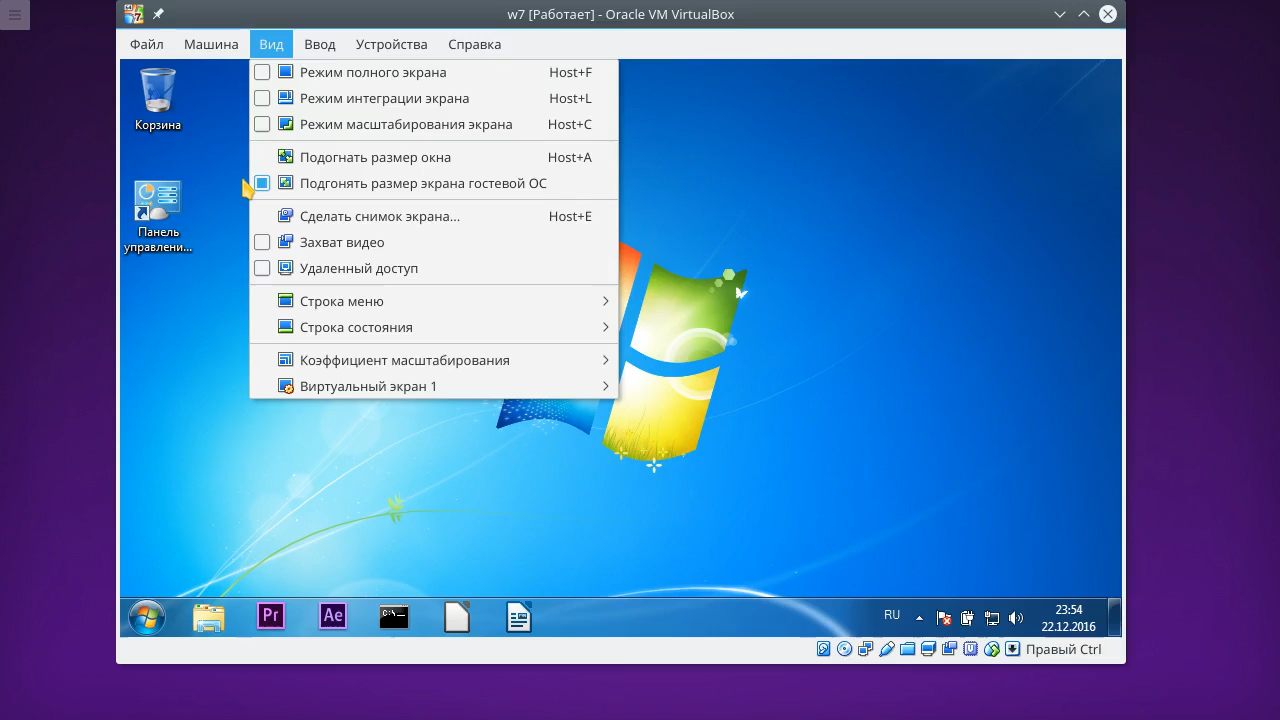 w7 [Работает] - Oracle VM VirtualBox
Файл Машина Вид Ввод Устройства Справка
Режим полного экрана Host+F
Режим интеграции экрана Host+L
Режим масштабирования экрана Host+C
Подогнать размер окна Host+A
Подгонять размер экрана гостевой ОС
Сделать снимок экрана... Host+E
Захват видео
Удаленный доступ
Строка меню
Строка состояния
Коэффициент масштабирования
Виртуальный экран 1
Корзина
Панель
управлени...
Pr Ae C:\_ RU 23:54
22.12.2016
Правый Ctrl